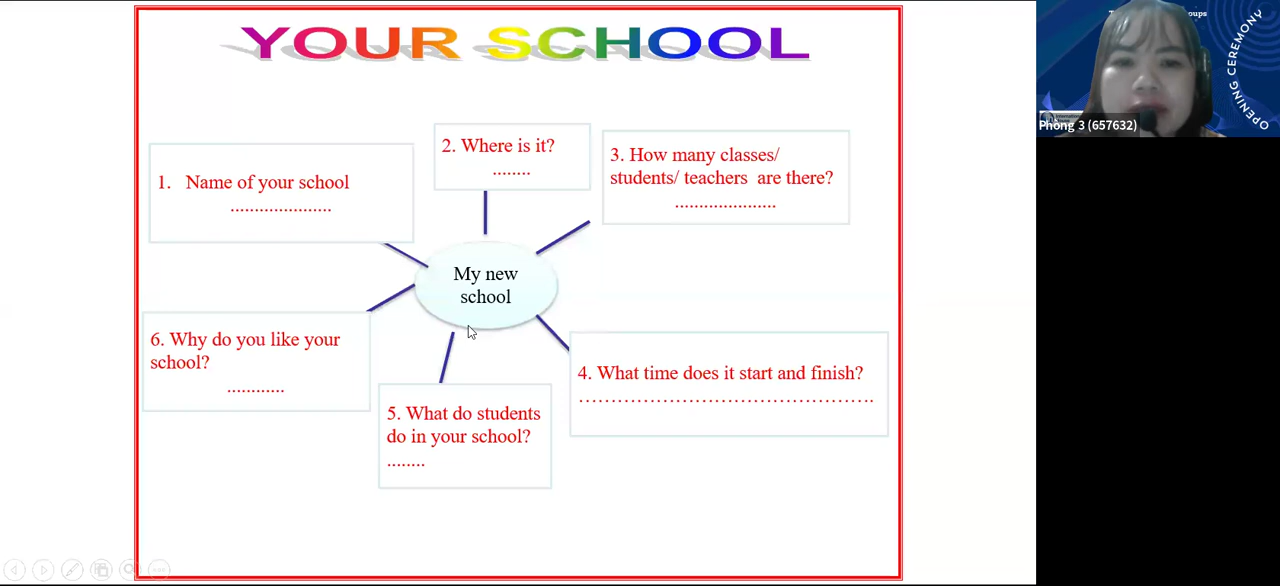 YOUR SCHOOL
1. Name of your school
.....................
2. Where is it?
........
3. How many classes/
students/ teachers are there?
.....................
My new
school
6. Why do you like your
school?
............
5. What do students
do in your school?
........
4. What time does it start and finish?
……………………………………….
OPENING CEREMONY
Phong 3 (657632)